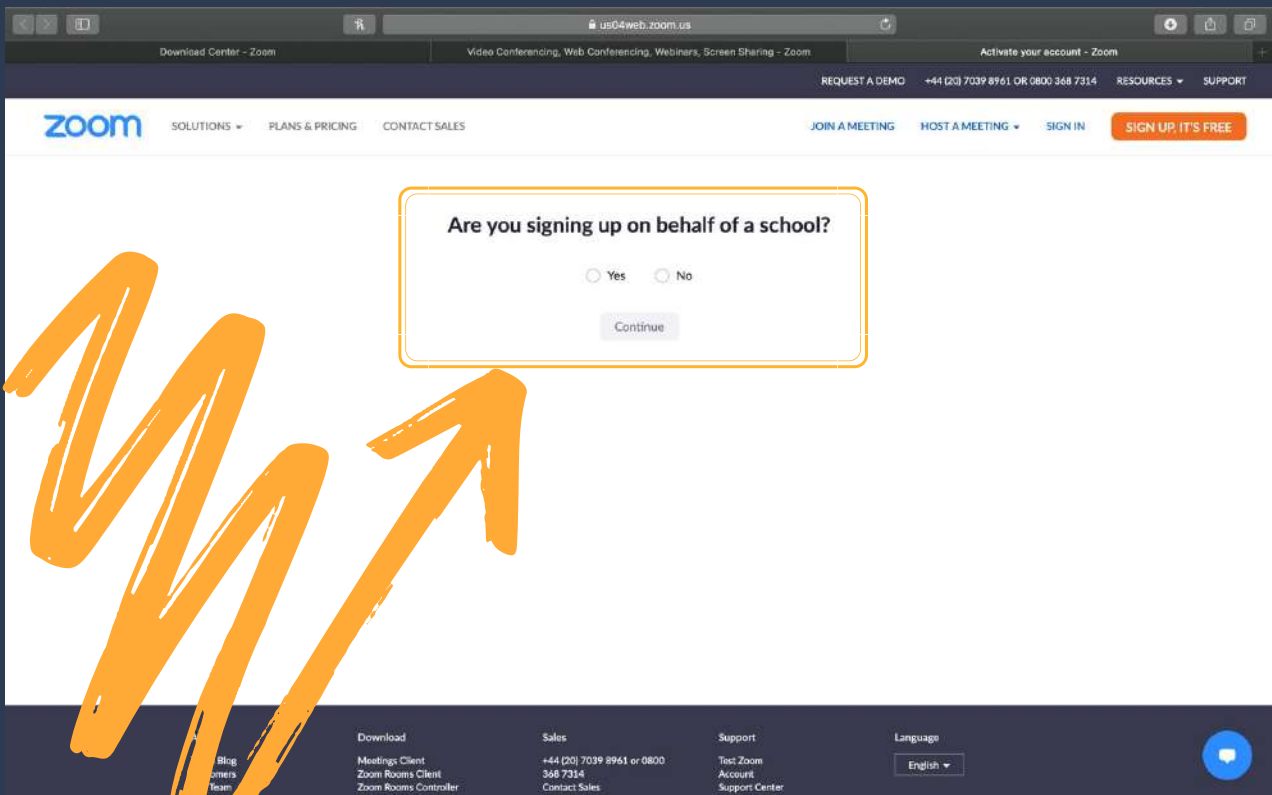 us04web.zoom.us
Download Center - Zoom
Video Conferencing, Web Conferencing, Webinars, Screen Sharing - Zoom
Activate your account - Zoom
REQUEST A DEMO +44 (20) 7039 8961 OR 0800 368 7314 RESOURCES SUPPORT
zoom SOLUTIONS PLANS & PRICING CONTACT SALES JOIN A MEETING HOST A MEETING SIGN IN SIGN UP, IT'S FREE
Are you signing up on behalf of a school?
Yes No
Continue
Download
Meetings Client
Zoom Rooms Client
Zoom Rooms Controller
Sales
+44 (20) 7039 8961 or 0800
368 7314
Contact Sales
Support
Test Zoom
Account
Support Center
Language
English
Blog
Team